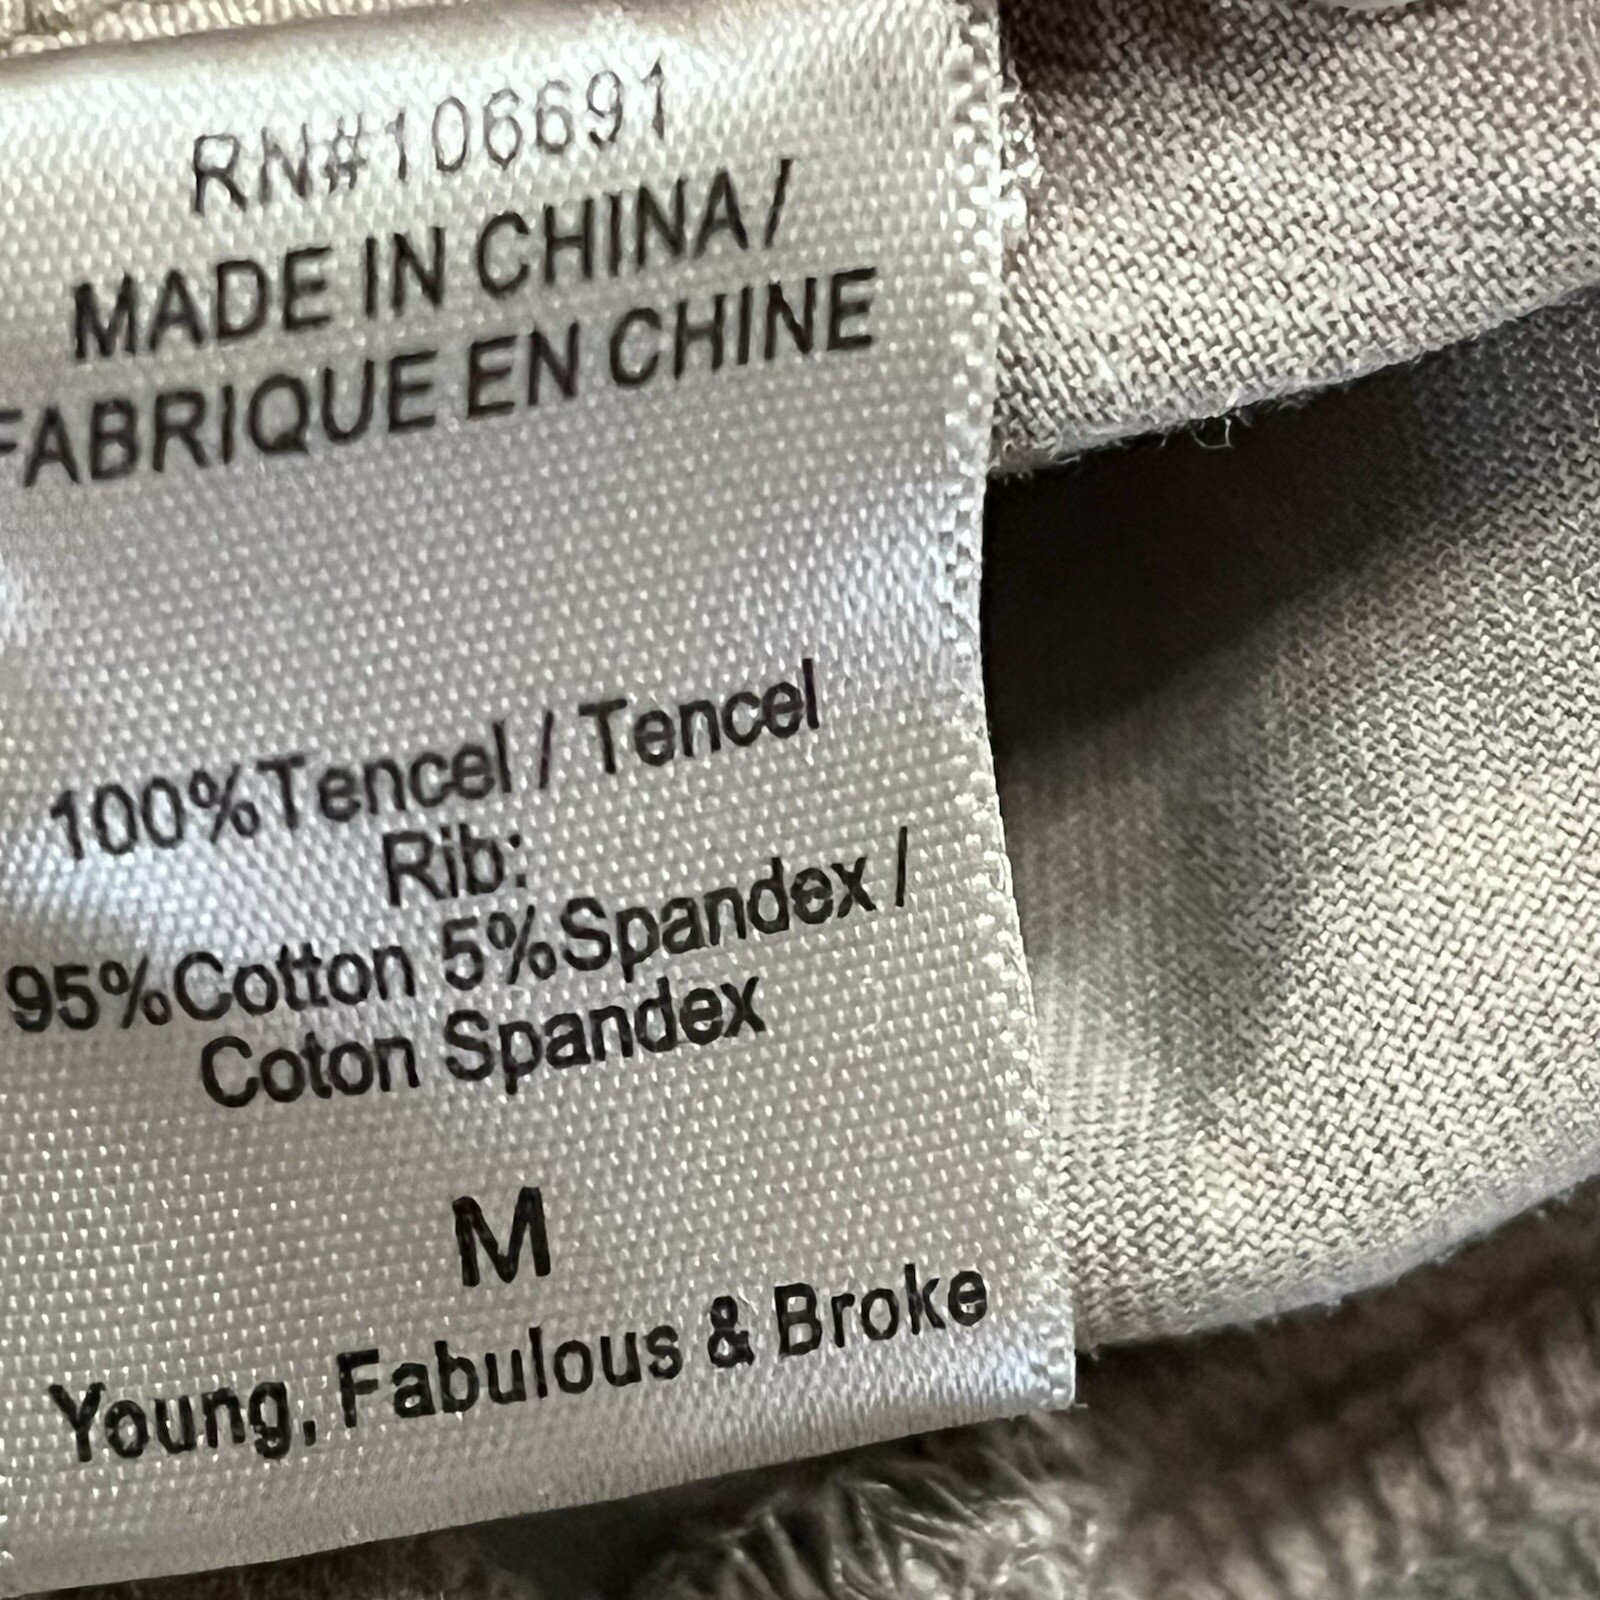 RN#106691
MADE IN CHINA/
FABRIQUE EN CHINE
100%Tencel / Tencel
Rib:
95%Cotton 5%Spandex /
Coton Spandex
M
Young, Fabulous & Broke